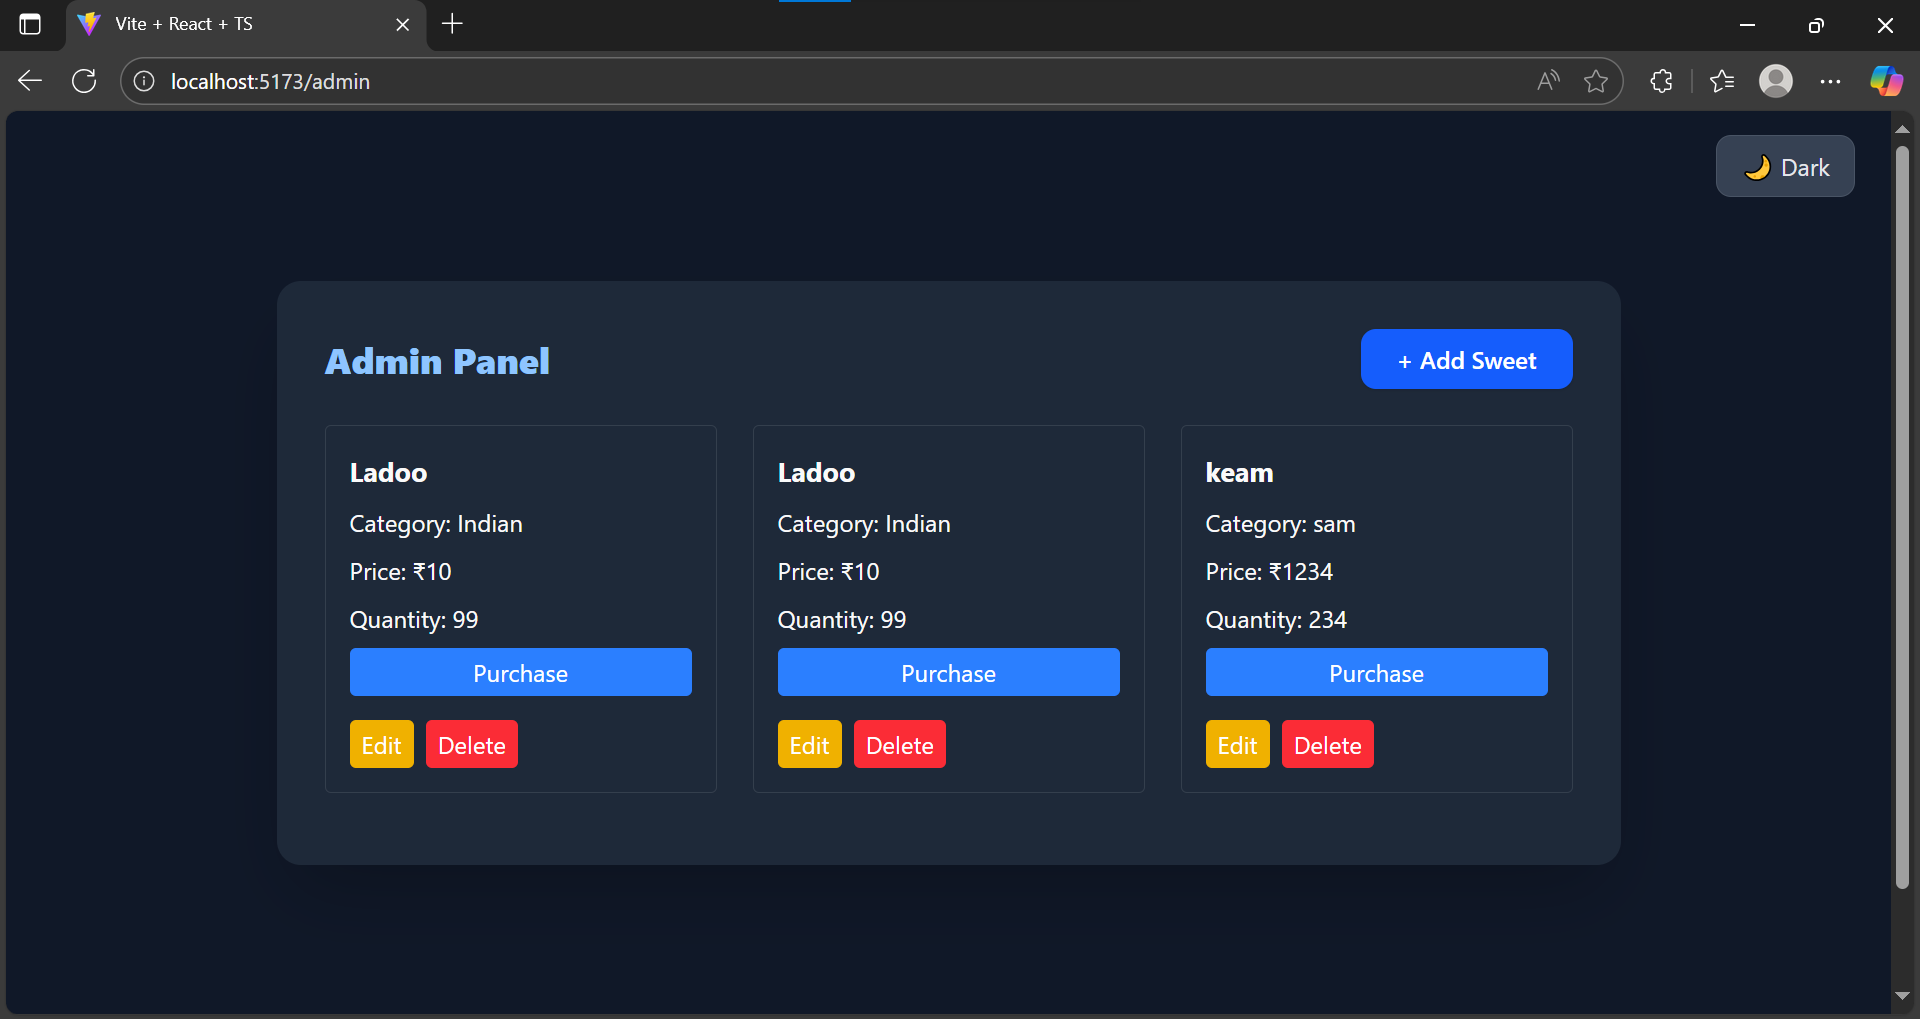 Vite + React + TS
localhost:5173/admin
🌙 Dark
Admin Panel
+ Add Sweet
Ladoo
Category: Indian
Price: ₹10
Quantity: 99
Purchase
Edit Delete
Ladoo
Category: Indian
Price: ₹10
Quantity: 99
Purchase
Edit Delete
keam
Category: sam
Price: ₹1234
Quantity: 234
Purchase
Edit Delete